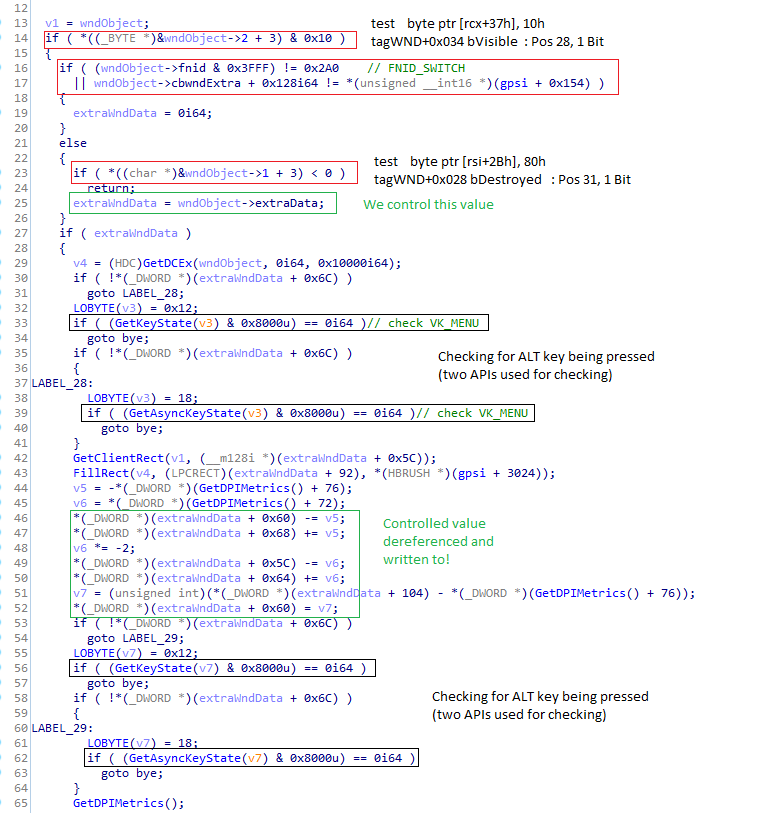 12
13 v1 = wndObject; test byte ptr [rcx+37h], 10h
14 if ( *((_BYTE *)&wndObject->2 + 3) & 0x10 ) tagWND+0x034 bVisible : Pos 28, 1 Bit
15 {
16 if ( (wndObject->fnid & 0x3FFF) != 0x2A0 // FNID_SWITCH
17 || wndObject->cbwndExtra + 0x128i64 != *(unsigned __int16 *)(gpsi + 0x154) )
18 {
19 extraWndData = 0i64;
20 }
21 else
22 {
23 if ( *((char *)&wndObject->1 + 3) < 0 ) test byte ptr [rsi+2Bh], 80h
24 return; tagWND+0x028 bDestroyed : Pos 31, 1 Bit
25 extraWndData = wndObject->extraData; We control this value
26 }
27 if ( extraWndData )
28 {
29 v4 = (HDC)GetDCEx(wndObject, 0i64, 0x10000i64);
30 if ( !*(_DWORD *)(extraWndData + 0x6C) )
31 goto LABEL_28;
32 LOBYTE(v3) = 0x12;
33 if ( (GetKeyState(v3) & 0x8000u) == 0i64 )// check VK_MENU
34 goto bye;
35 if ( !*(_DWORD *)(extraWndData + 0x6C) ) Checking for ALT key being pressed
36 { (two APIs used for checking)
37 LABEL_28:
38 LOBYTE(v3) = 18;
39 if ( (GetAsyncKeyState(v3) & 0x8000u) == 0i64 )// check VK_MENU
40 goto bye;
41 }
42 GetClientRect(v1, (__m128i *)(extraWndData + 0x5C));
43 FillRect(v4, (LPCRECT)(extraWndData + 92), *(HBRUSH *)(gpsi + 3024));
44 v5 = -*(_DWORD *)(GetDPIMetrics() + 76);
45 v6 = *(_DWORD *)(GetDPIMetrics() + 72);
46 *(_DWORD *)(extraWndData + 0x60) -= v5; Controlled value
47 *(_DWORD *)(extraWndData + 0x68) += v5; dereferenced and
48 v6 *= -2; written to!
49 *(_DWORD *)(extraWndData + 0x5C) -= v6;
50 *(_DWORD *)(extraWndData + 0x64) += v6;
51 v7 = (unsigned int)(*(_DWORD *)(extraWndData + 104) - *(_DWORD *)(GetDPIMetrics() + 76));
52 *(_DWORD *)(extraWndData + 0x60) = v7;
53 if ( !*(_DWORD *)(extraWndData + 0x6C) )
54 goto LABEL_29;
55 LOBYTE(v7) = 0x12;
56 if ( (GetKeyState(v7) & 0x8000u) == 0i64 )
57 goto bye;
58 if ( !*(_DWORD *)(extraWndData + 0x6C) ) Checking for ALT key being pressed
59 { (two APIs used for checking)
60 LABEL_29:
61 LOBYTE(v7) = 18;
62 if ( (GetAsyncKeyState(v7) & 0x8000u) == 0i64 )
63 goto bye;
64 }
65 GetDPIMetrics();